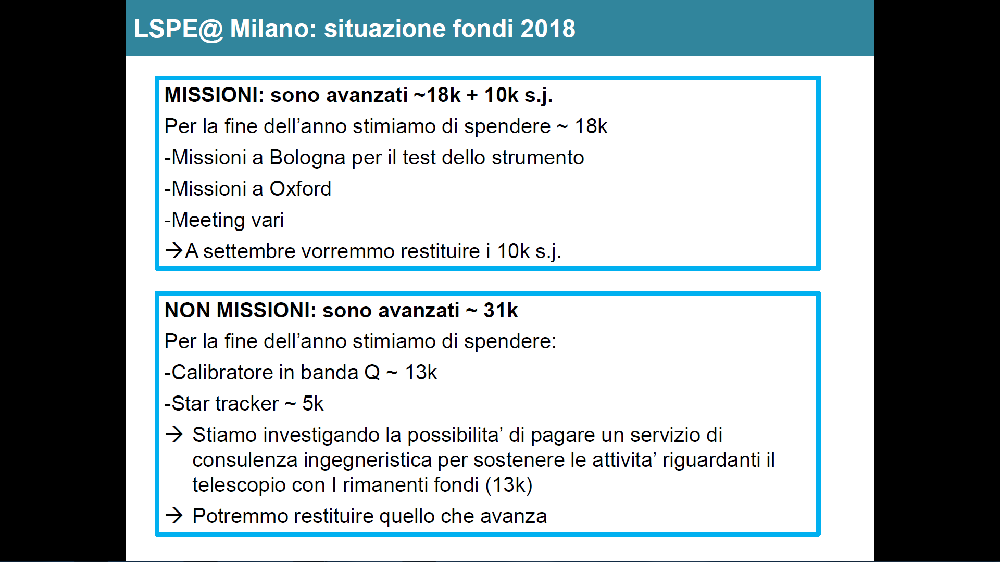 LSPE@ Milano: situazione fondi 2018
MISSIONI: sono avanzati ~18k + 10k s.j.
Per la fine dell’anno stimiamo di spendere ~ 18k
-Missioni a Bologna per il test dello strumento
-Missioni a Oxford
-Meeting vari
→A settembre vorremmo restituire i 10k s.j.
NON MISSIONI: sono avanzati ~ 31k
Per la fine dell’anno stimiamo di spendere:
-Calibratore in banda Q ~ 13k
-Star tracker ~ 5k
→ Stiamo investigando la possibilita’ di pagare un servizio di
consulenza ingegneristica per sostenere le attivita’ riguardanti il
telescopio con I rimanenti fondi (13k)
→ Potremmo restituire quello che avanza